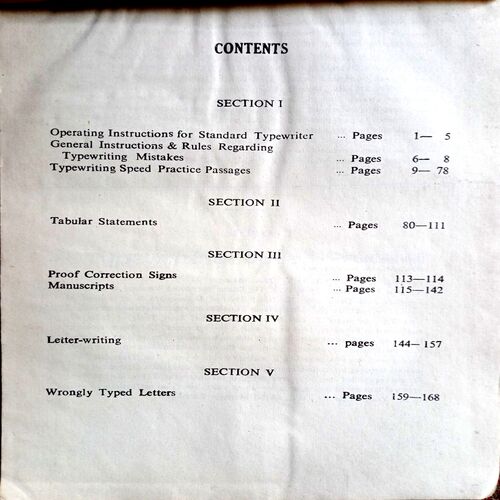 CONTENTS
SECTION I
Operating Instructions for Standard Typewriter ... Pages 1— 5
General Instructions & Rules Regarding
Typewriting Mistakes ... Pages 6— 8
Typewriting Speed Practice Passages ... Pages 9— 78
SECTION II
Tabular Statements ... Pages 80—111
SECTION III
Proof Correction Signs ... Pages 113—114
Manuscripts ... Pages 115—142
SECTION IV
Letter-writing ... pages 144— 157
SECTION V
Wrongly Typed Letters ... Pages 159—168